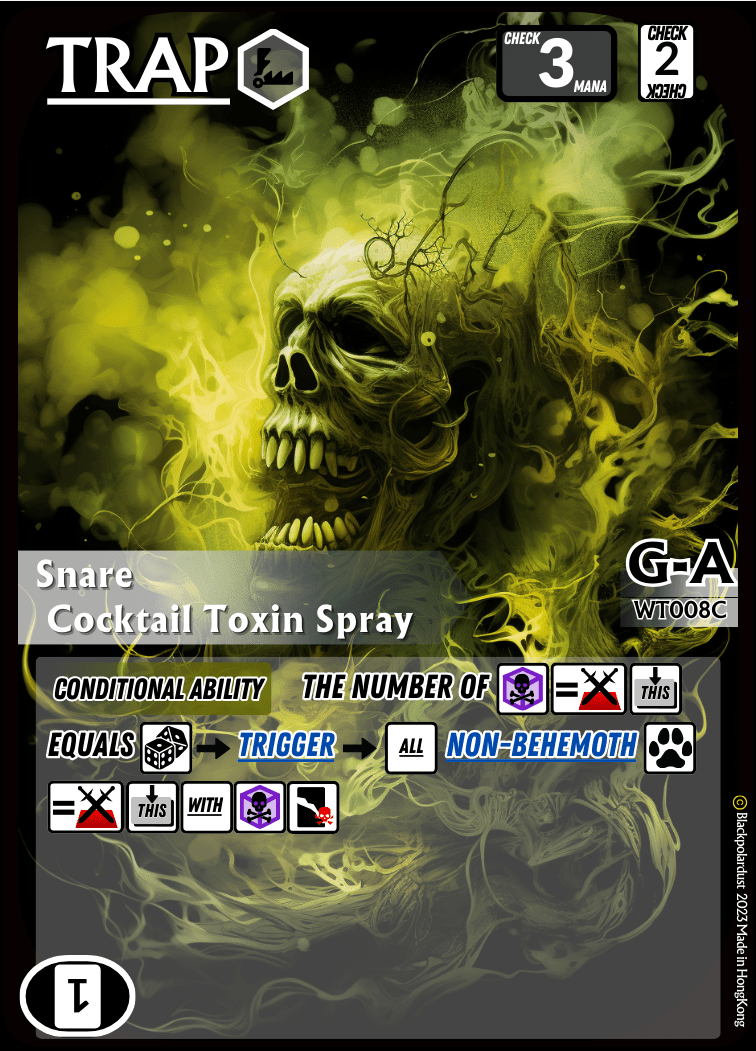 TRAP
CHECK 3 MANA
CHECK 2 CHECK
G-A
Snare
WT008C
Cocktail Toxin Spray
CONDITIONAL ABILITY THE NUMBER OF = THIS
EQUALS TRIGGER ALL NON-BEHEMOTH
= THIS WITH
1
© Blackpolardust 2023 Made in HongKong